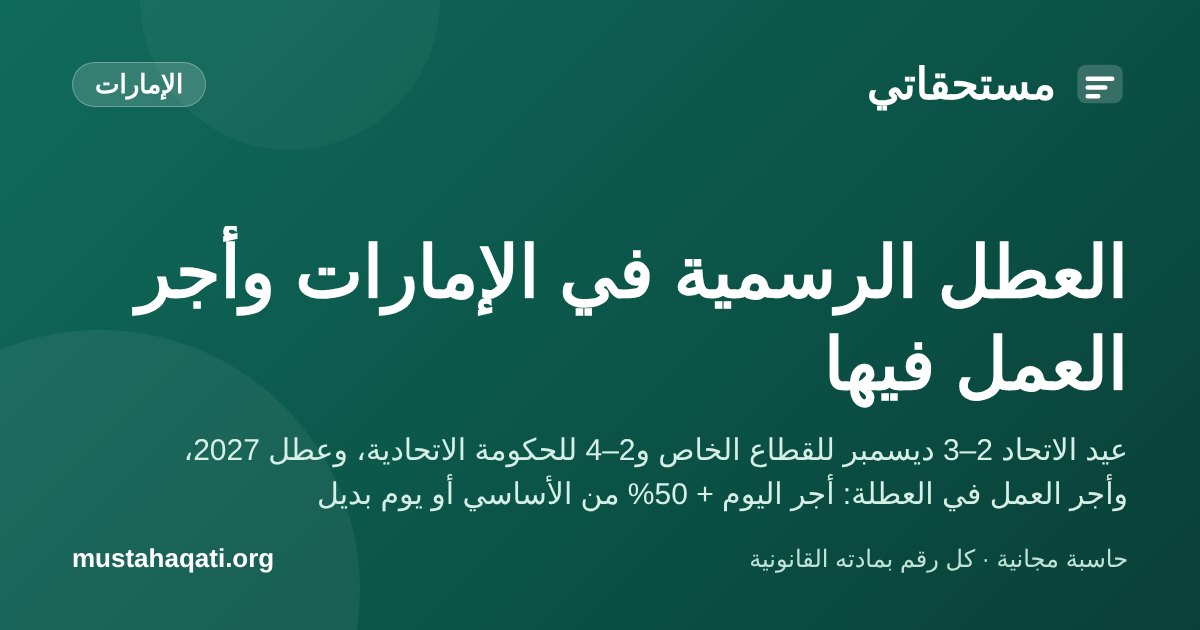 مستحقاتي
الإمارات
العطل الرسمية في الإمارات وأجر
العمل فيها
عيد الاتحاد 2–3 ديسمبر للقطاع الخاص و2–4 للحكومة الاتحادية، وعطل 2027،
وأجر العمل في العطلة: أجر اليوم + 50% من الأساسي أو يوم بديل
حاسبة مجانية · كل رقم بمادته القانونية
mustahaqati.org